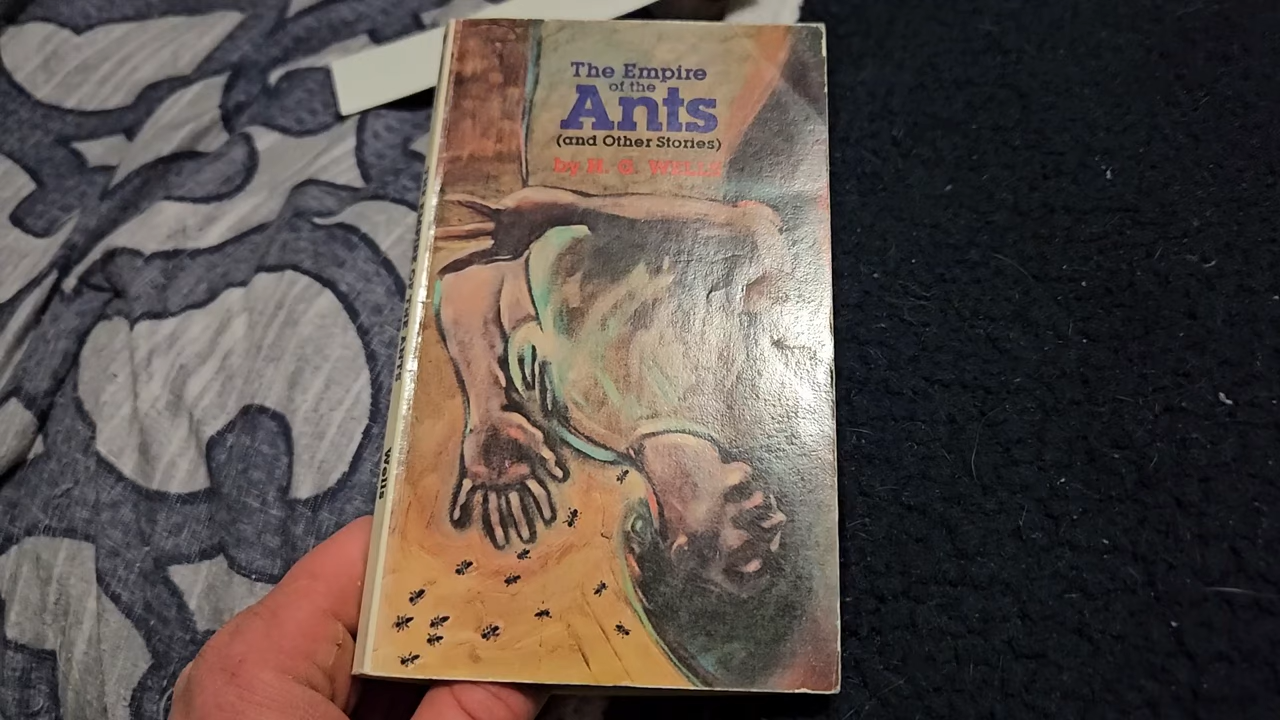 The Empire
of the
Ants
(and Other Stories)
by H. G. WELLS
Wells